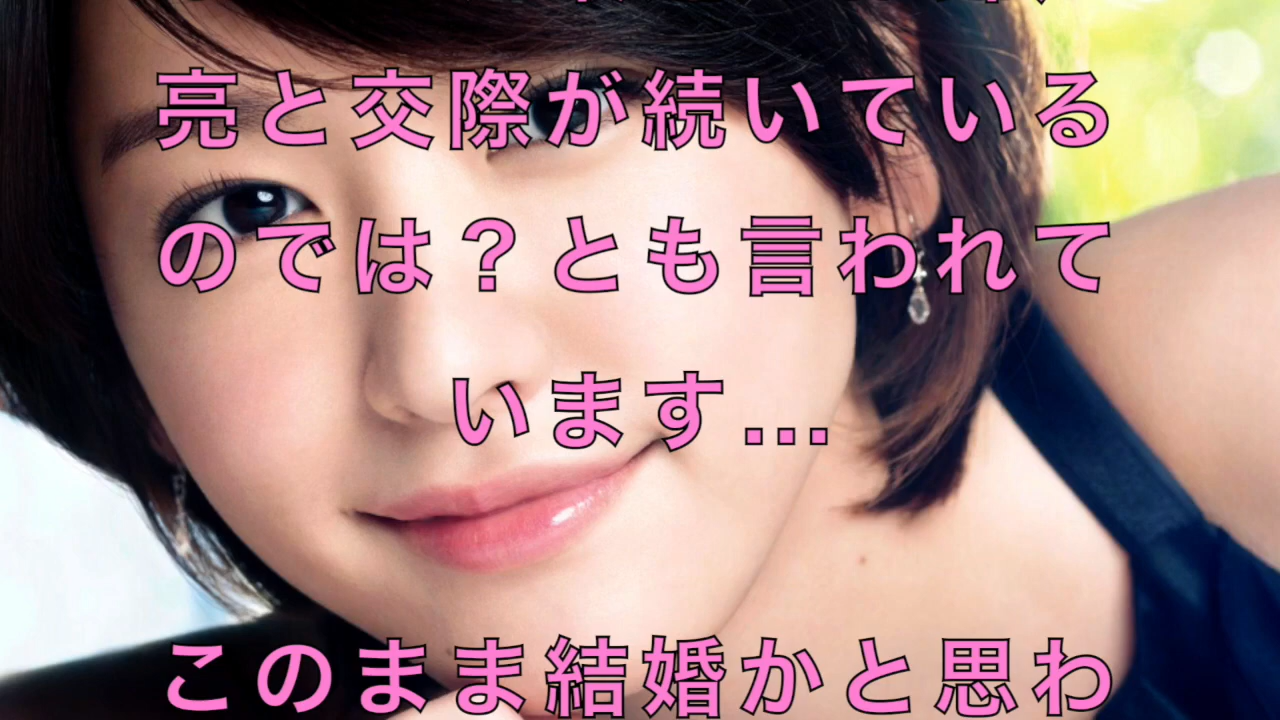 亮と交際が続いている
のでは？とも言われて
います…
このまま結婚かと思わ